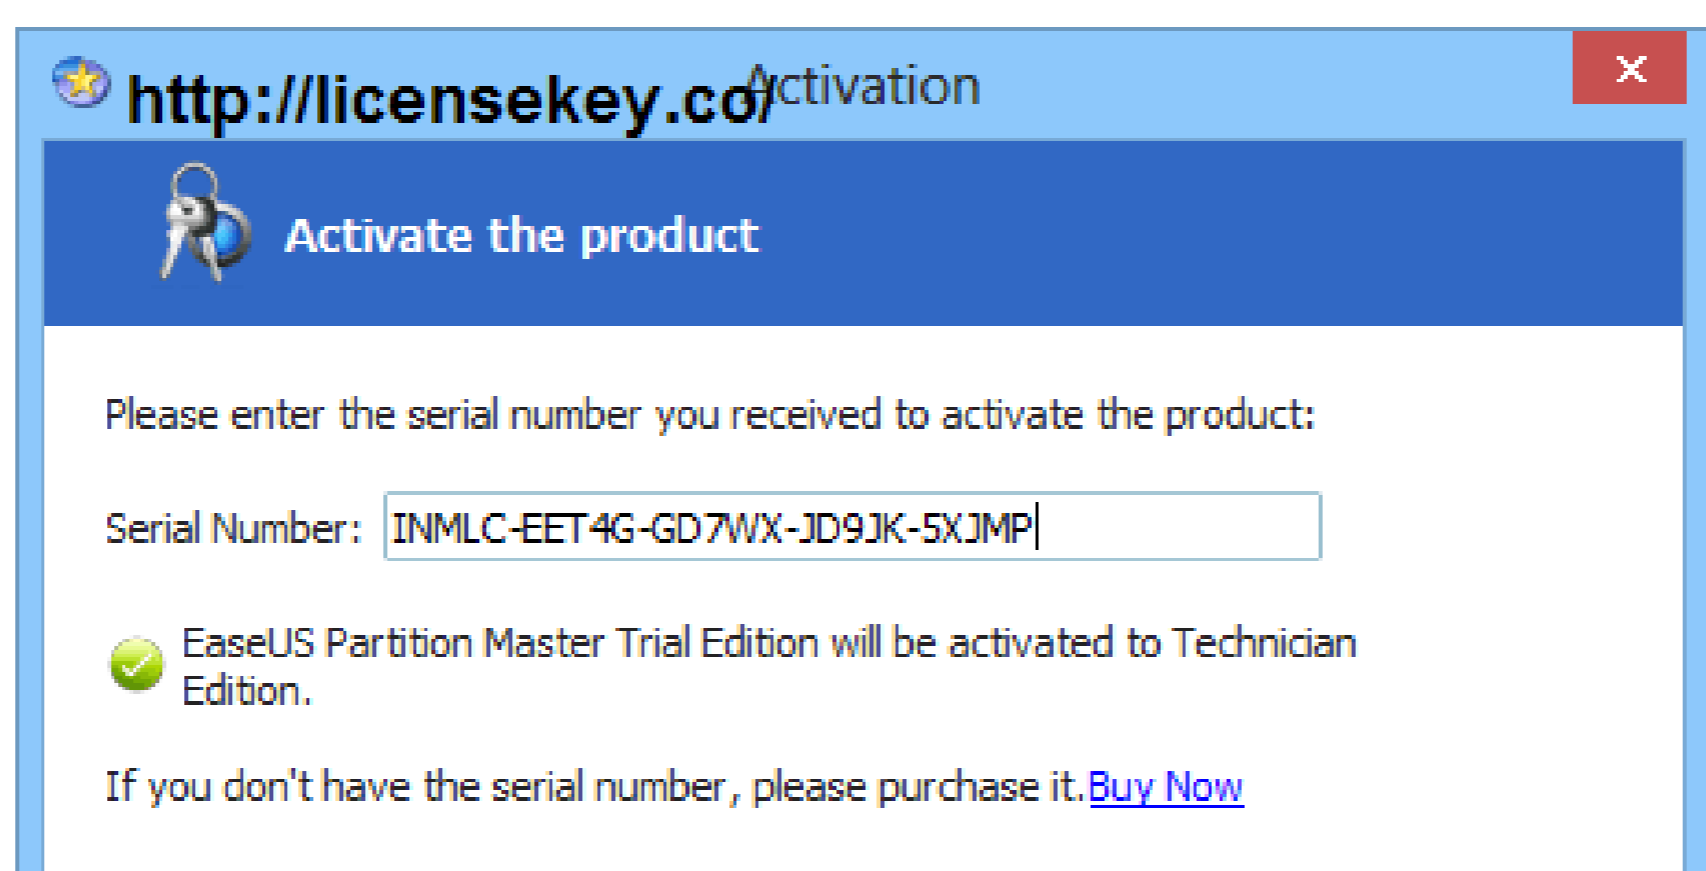 http://licensekey.co/
Activation
Activate the product
Please enter the serial number you received to activate the product:
Serial Number: INMLC-EET4G-GD7WX-JD9JK-5XJMP
EaseUS Partition Master Trial Edition will be activated to Technician
Edition.
If you don't have the serial number, please purchase it.Buy Now